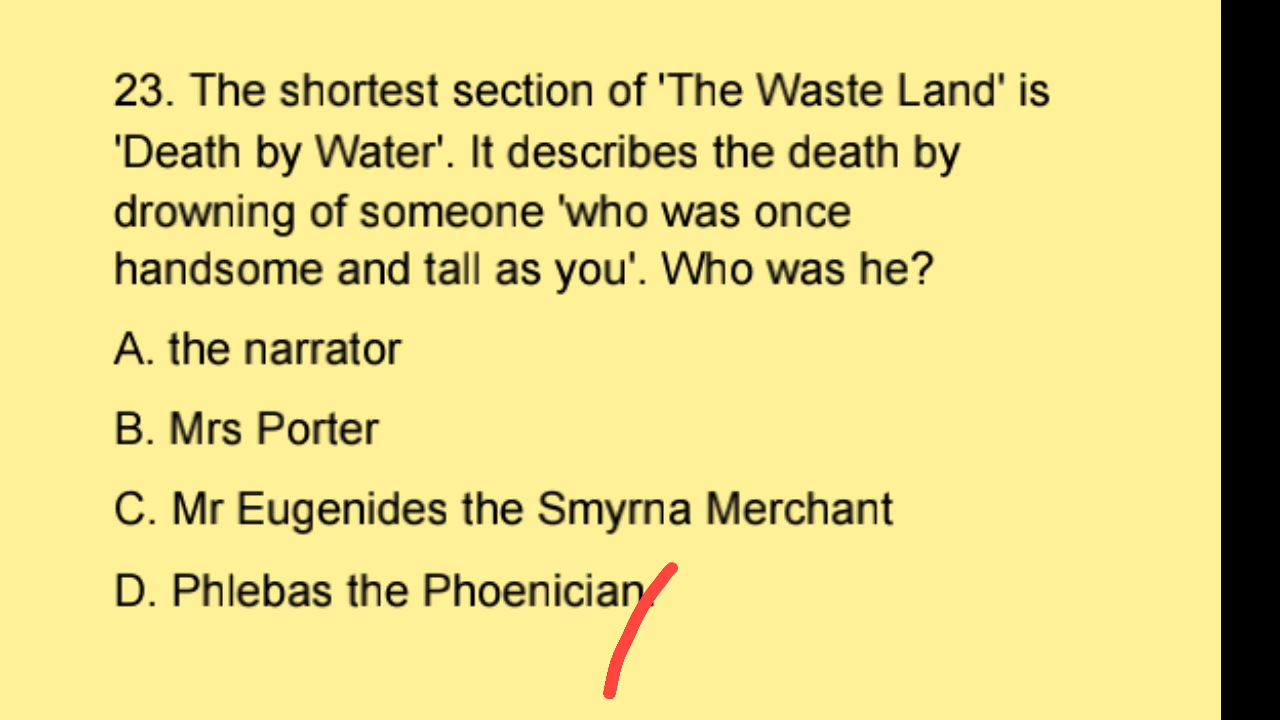 23. The shortest section of 'The Waste Land' is
'Death by Water'. It describes the death by
drowning of someone 'who was once
handsome and tall as you'. Who was he?
A. the narrator
B. Mrs Porter
C. Mr Eugenides the Smyrna Merchant
D. Phlebas the Phoenician.